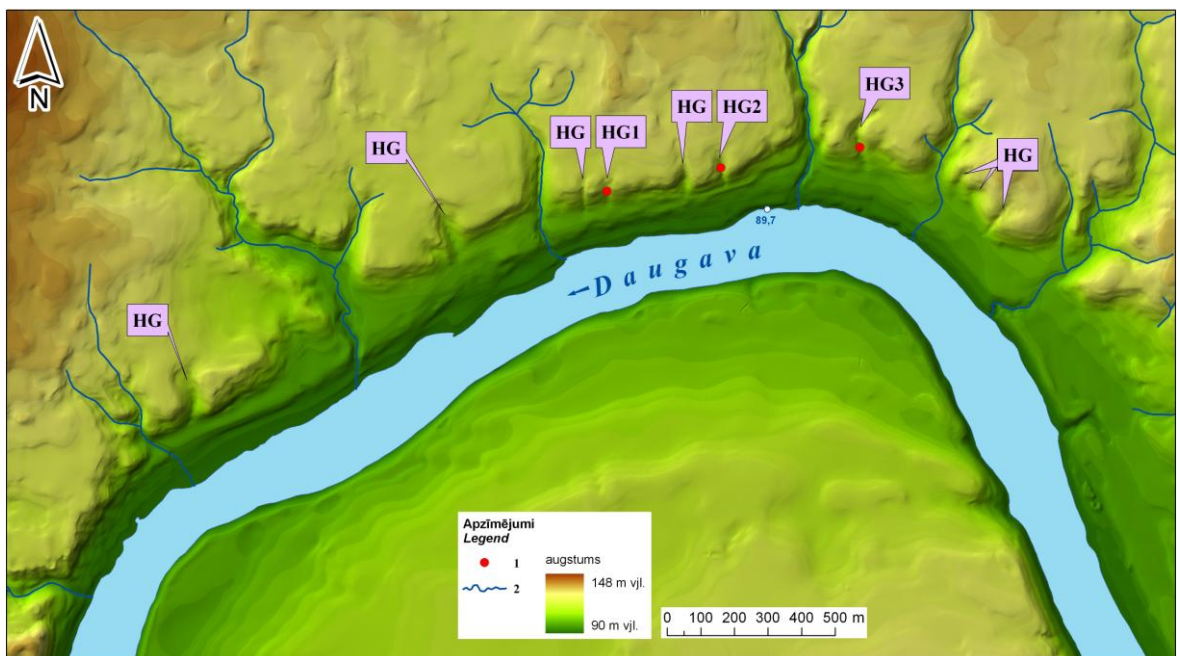 HG3
HG HG1 HG HG2
HG
HG
89,7
←Daugava
HG
N
Apzīmējumi
Legend
1
2
augstums
148 m vjl.
90 m vjl.
0 100 200 300 400 500 m